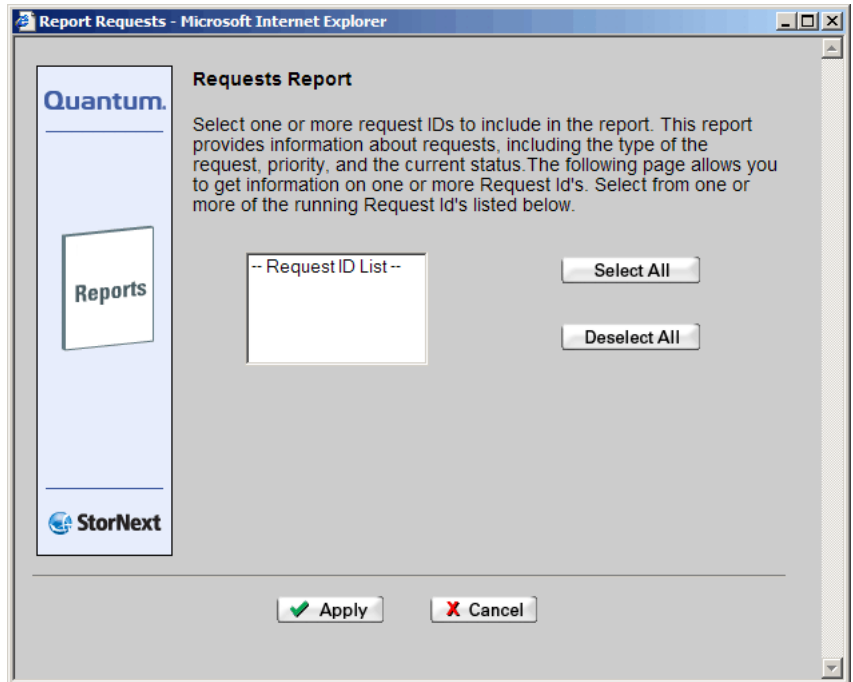 Report Requests - Microsoft Internet Explorer
Quantum.
Reports
StorNext
Requests Report
Select one or more request IDs to include in the report. This report
provides information about requests, including the type of the
request, priority, and the current status.The following page allows you
to get information on one or more Request Id's. Select from one or
more of the running Request Id's listed below.
-- Request ID List --
Select All
Deselect All
Apply
Cancel